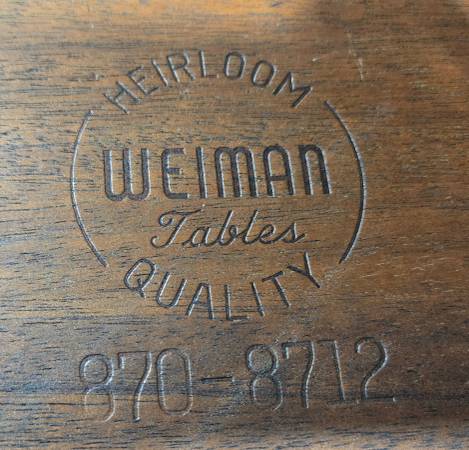 HEIRLOOM
WEIMAN
Tables
QUALITY
870-8712